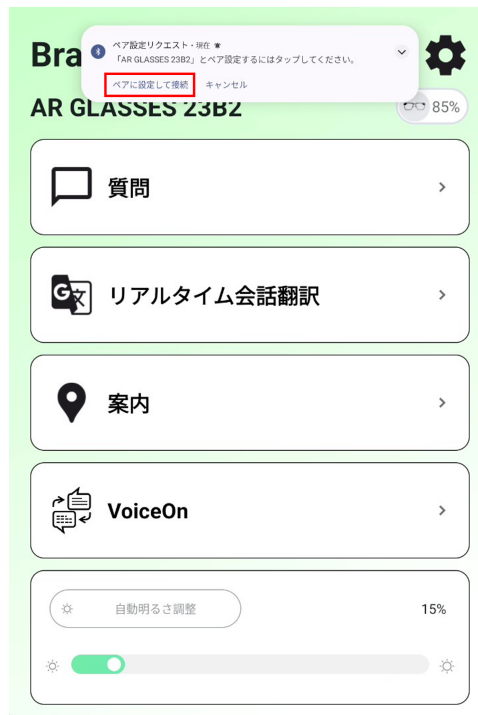 Bra
ペア設定リクエスト・現在
「AR GLASSES 23B2」とペア設定するにはタップしてください。
ペアに設定して接続 キャンセル
AR GLASSES 23B2
85%
質問
G文 リアルタイム会話翻訳
案内
VoiceOn
自動明るさ調整 15%